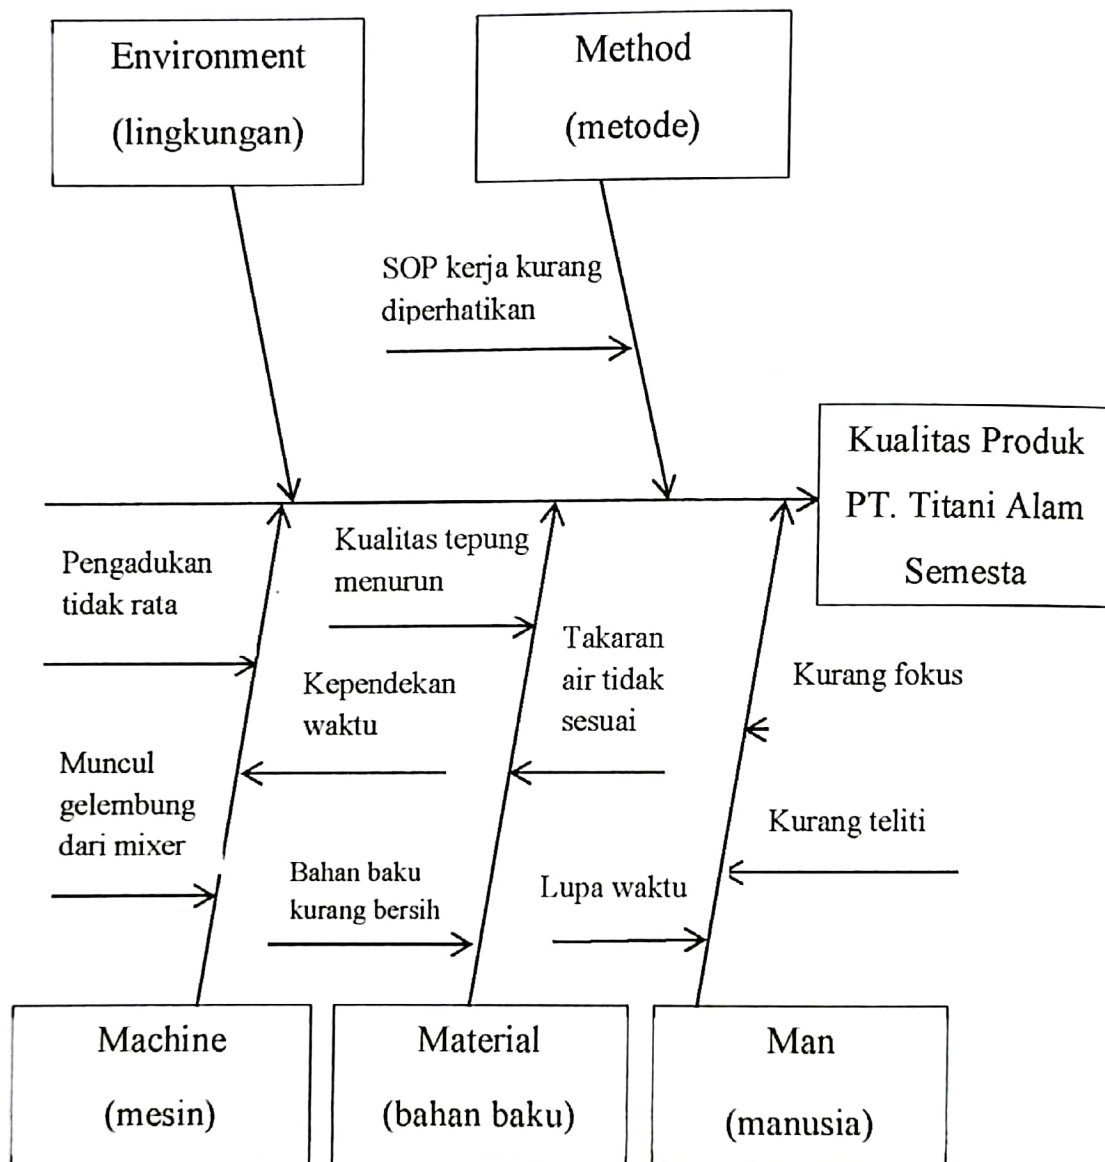 Environment
(lingkungan)
Method
(metode)
SOP kerja kurang
diperhatikan
Kualitas Produk
PT. Titani Alam
Semesta
Pengadukan
tidak rata
Kualitas tepung
menurun
Takaran
air tidak
sesuai
Kurang fokus
Kependekan
waktu
Muncul
gelembung
dari mixer
Kurang teliti
Bahan baku
kurang bersih
Lupa waktu
Machine
(mesin)
Material
(bahan baku)
Man
(manusia)